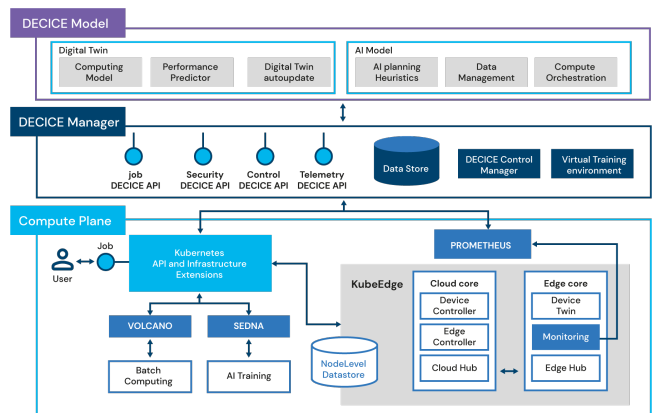 DECICE Model
Digital Twin
Computing
Model
Performance
Predictor
Digital Twin
autoupdate
AI Model
AI planning
Heuristics
Data
Management
Compute
Orchestration
DECICE Manager
job
DECICE API
Security
DECICE API
Control
DECICE API
Telemetry
DECICE API
Data Store
DECICE Control
Manager
Virtual Training
environment
Compute Plane
User
Job
Kubernetes
API and Infrastructure
Extensions
PROMETHEUS
VOLCANO
SEDNA
Batch
Computing
AI Training
NodeLevel
Datastore
KubeEdge
Cloud core
Device
Controller
Edge
Controller
Cloud Hub
Edge core
Device
Twin
Monitoring
Edge Hub